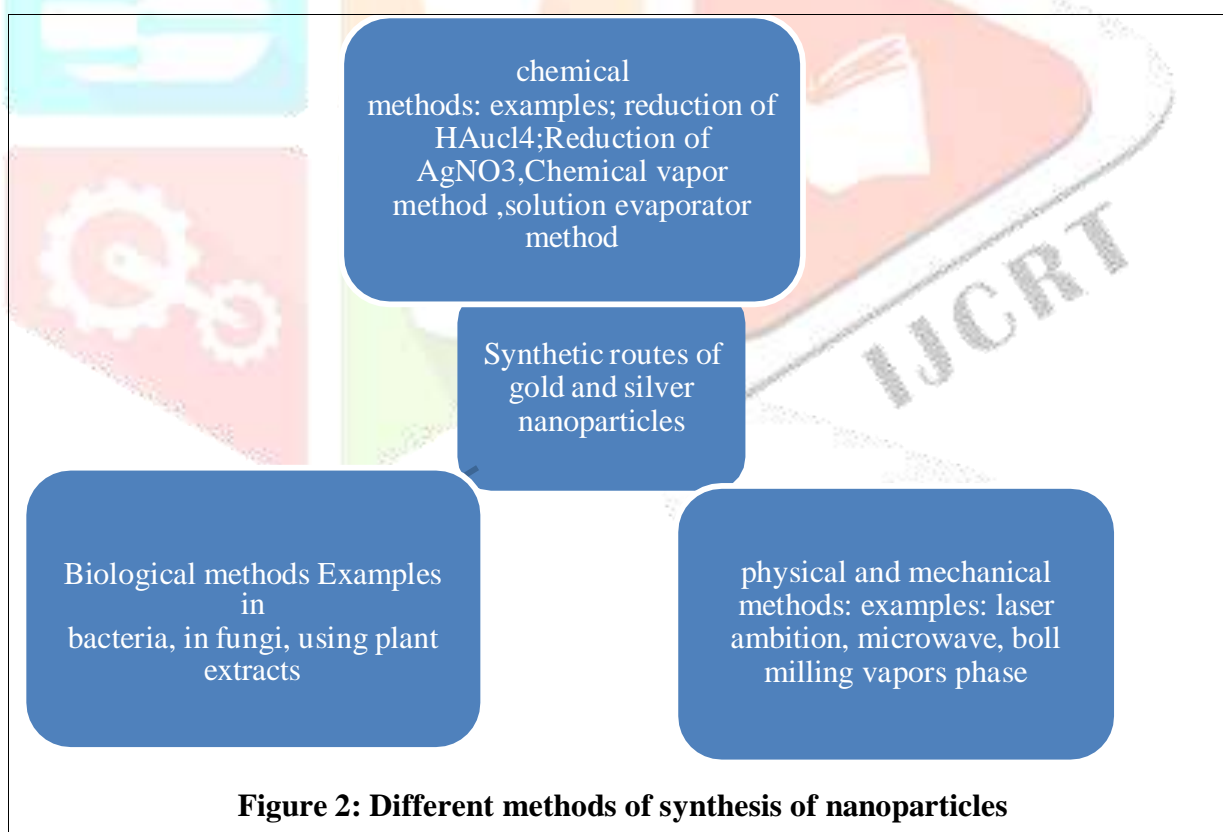 chemical
methods: examples; reduction of
HAucl4;Reduction of
AgNO3,Chemical vapor
method ,solution evaporator
method
IJCRT
Synthetic routes of
gold and silver
nanoparticles
Biological methods Examples
in
bacteria, in fungi, using plant
extracts
physical and mechanical
methods: examples: laser
ambition, microwave, boll
milling vapors phase
Figure 2: Different methods of synthesis of nanoparticles